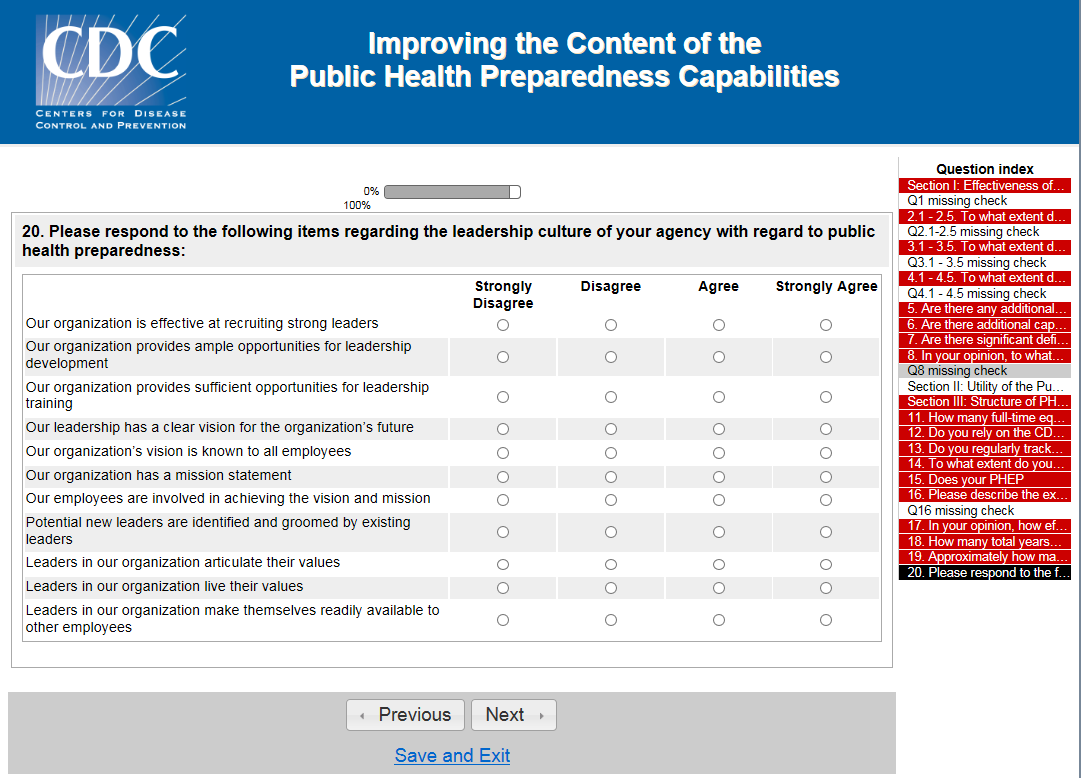 CDC
CENTERS FOR DISEASE
CONTROL AND PREVENTION
Improving the Content of the
Public Health Preparedness Capabilities
0%
100%
20. Please respond to the following items regarding the leadership culture of your agency with regard to public
health preparedness:
Strongly Disagree Disagree Agree Strongly Agree
Our organization is effective at recruiting strong leaders
Our organization provides ample opportunities for leadership
development
Our organization provides sufficient opportunities for leadership
training
Our leadership has a clear vision for the organization's future
Our organization's vision is known to all employees
Our organization has a mission statement
Our employees are involved in achieving the vision and mission
Potential new leaders are identified and groomed by existing
leaders
Leaders in our organization articulate their values
Leaders in our organization live their values
Leaders in our organization make themselves readily available to
other employees
Previous Next
Save and Exit
Question index
Section I: Effectiveness of...
Q1 missing check
2.1 - 2.5. To what extent d...
Q2.1-2.5 missing check
3.1 - 3.5. To what extent d...
Q3.1 - 3.5 missing check
4.1 - 4.5. To what extent d...
Q4.1 - 4.5 missing check
5. Are there any additional...
6. Are there additional cap...
7. Are there significant defi...
8. In your opinion, to what...
Q8 missing check
Section II: Utility of the Pu...
Section III: Structure of PH...
11. How many full-time eq...
12. Do you rely on the CD...
13. Do you regularly track...
14. To what extent do you...
15. Does your PHEP
16. Please describe the ex...
Q16 missing check
17. In your opinion, how ef...
18. How many total years...
19. Approximately how ma...
20. Please respond to the f...